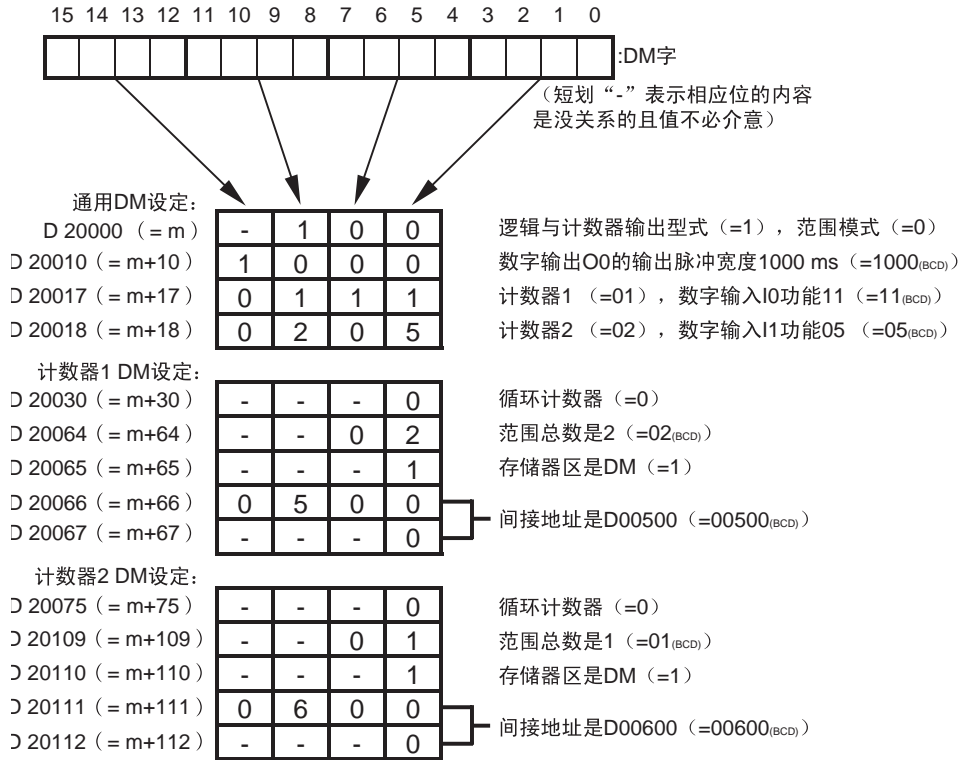 15 14 13 12 11 10 9 8 7 6 5 4 3 2 1 0
:DM字
（短划“-”表示相应位的内容
是没关系的且值不必介意）
通用DM设定:
D 20000 （= m ） - 1 0 0 逻辑与计数器输出型式（=1），范围模式（=0）
D 20010（= m+10） 1 0 0 0 数字输出O0的输出脉冲宽度1000 ms（=1000(BCD)）
D 20017（= m+17） 0 1 1 1 计数器1 （=01），数字输入I0功能11（=11(BCD)）
D 20018（= m+18） 0 2 0 5 计数器2（=02），数字输入I1功能05 （=05(BCD)）
计数器1 DM设定:
D 20030（= m+30） - - - 0 循环计数器（=0）
D 20064（= m+64） - - 0 2 范围总数是2（=02(BCD)）
D 20065（= m+65） - - - 1 存储器区是DM（=1）
D 20066（= m+66） 0 5 0 0
间接地址是D00500（=00500(BCD)）
D 20067（= m+67） - - - 0
计数器2 DM设定:
D 20075（= m+75） - - - 0 循环计数器（=0）
D 20109（= m+109） - - 0 1 范围总数是1（=01(BCD)）
D 20110（= m+110） - - - 1 存储器区是DM（=1）
D 20111（= m+111） 0 6 0 0
间接地址是D00600（=00600(BCD)）
D 20112（= m+112） - - - 0